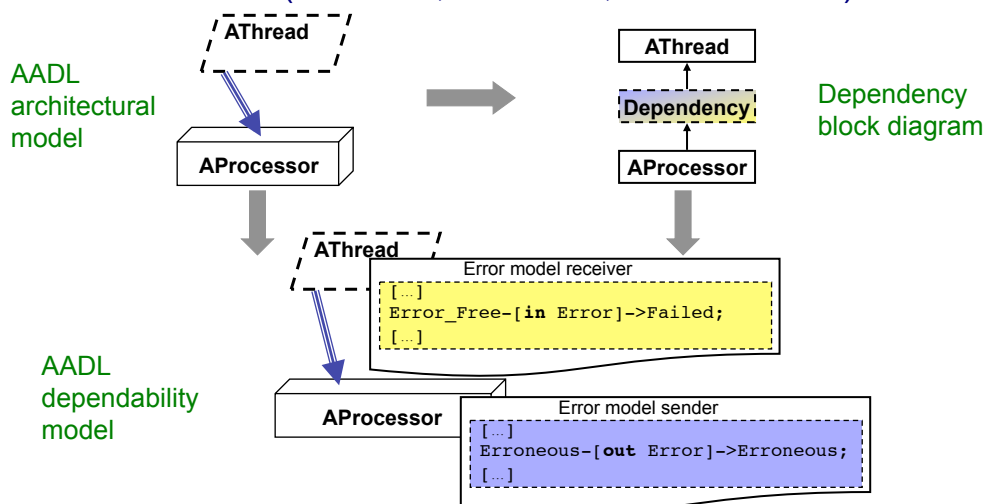 AThread
AADL
architectural
model
AProcessor
AThread
Dependency
AProcessor
Dependency
block diagram
AThread
Error model receiver
[…]
Error_Free-[in Error]->Failed;
[…]
AADL
dependability
model
AProcessor
Error model sender
[…]
Erroneous-[out Error]->Erroneous;
[…]